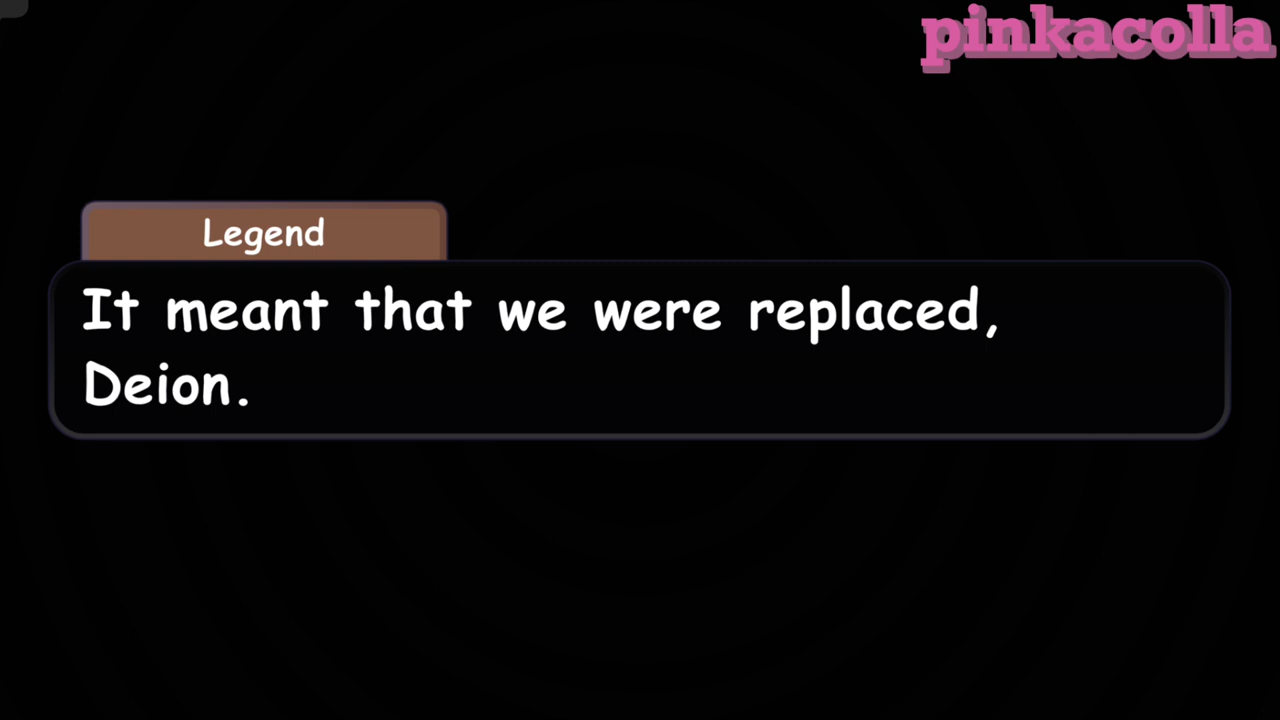 pinkacolla
Legend
It meant that we were replaced,
Deion.